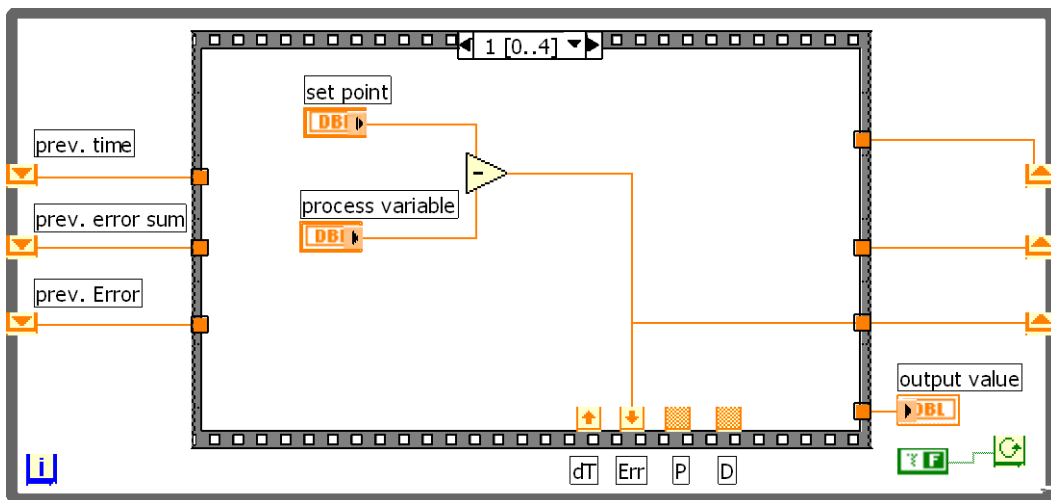 1 [0..4]
set point
DBL
prev. time
-
process variable
DBL
prev. error sum
prev. Error
output value
DBL
F
i
dT Err P D